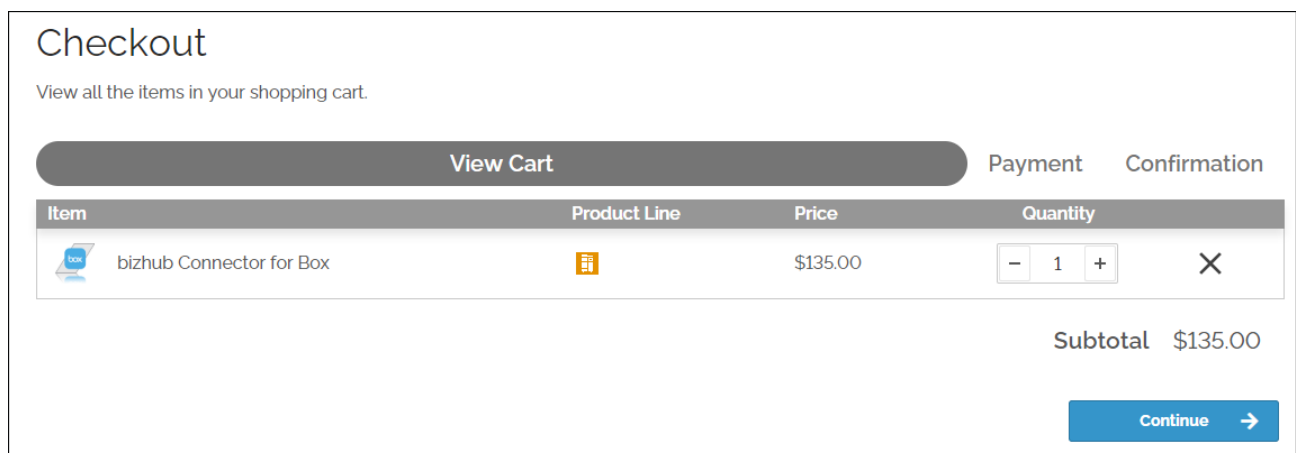 Checkout
View all the items in your shopping cart.
View Cart Payment Confirmation
Item Product Line Price Quantity
box bizhub Connector for Box $135.00 − 1 +
Subtotal $135.00
Continue